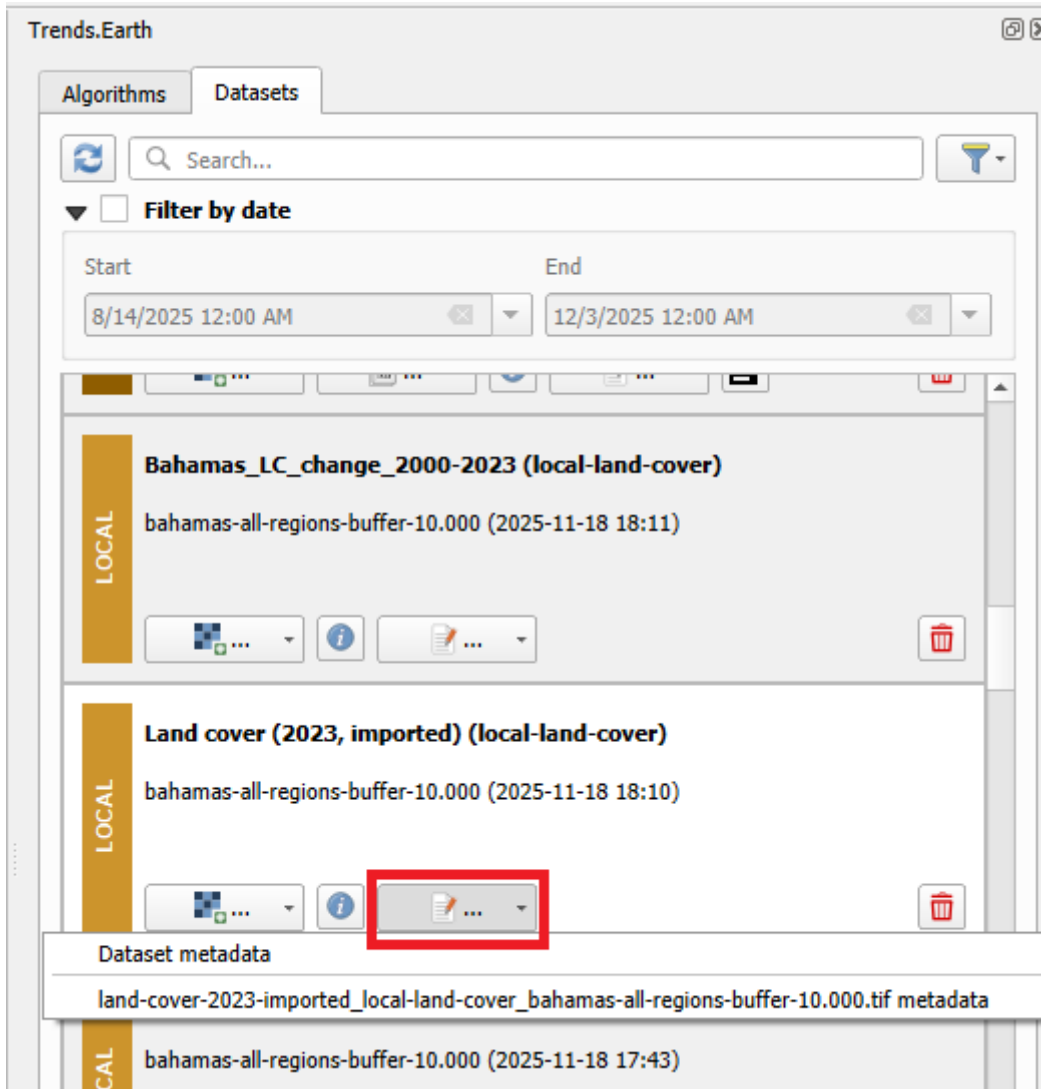 Trends.Earth
Algorithms Datasets
Search...
Filter by date
Start End
8/14/2025 12:00 AM 12/3/2025 12:00 AM
... ... ...
Bahamas_LC_change_2000-2023 (local-land-cover)
LOCAL
bahamas-all-regions-buffer-10.000 (2025-11-18 18:11)
... ...
Land cover (2023, imported) (local-land-cover)
LOCAL
bahamas-all-regions-buffer-10.000 (2025-11-18 18:10)
... ...
Dataset metadata
land-cover-2023-imported_local-land-cover_bahamas-all-regions-buffer-10.000.tif metadata
bahamas-all-regions-buffer-10.000 (2025-11-18 17:43)